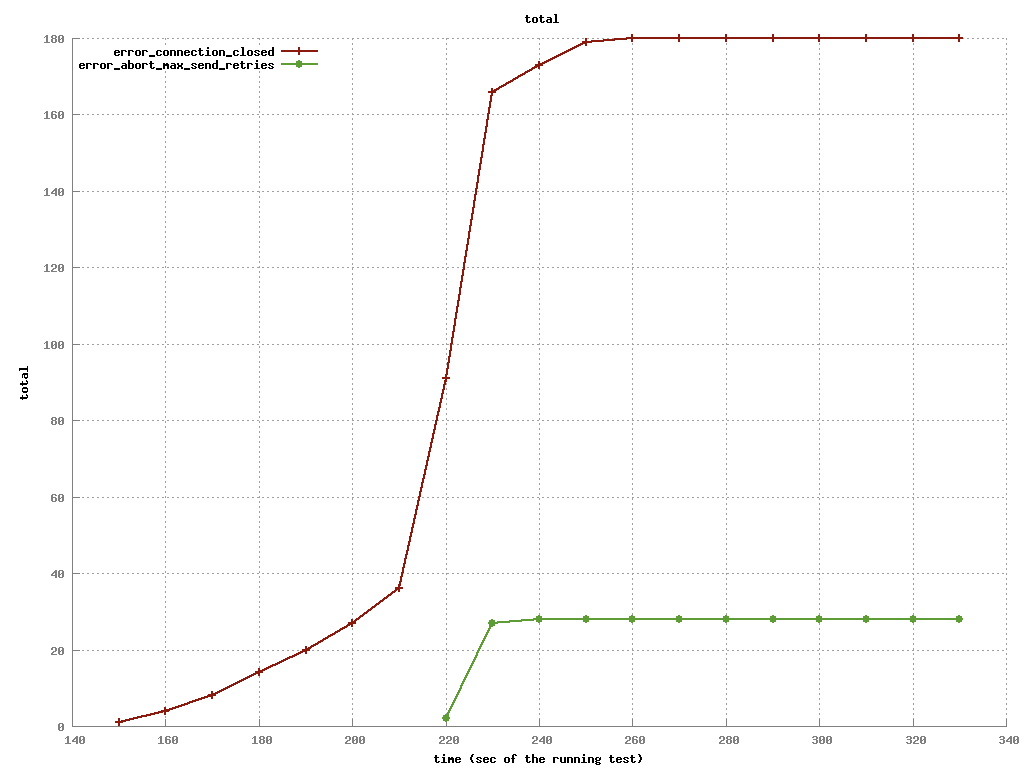 total
error_connection_closed
error_abort_max_send_retries
180
160
140
120
100
80
60
40
20
0
total
140 160 180 200 220 240 260 280 300 320 340
time (sec of the running test)